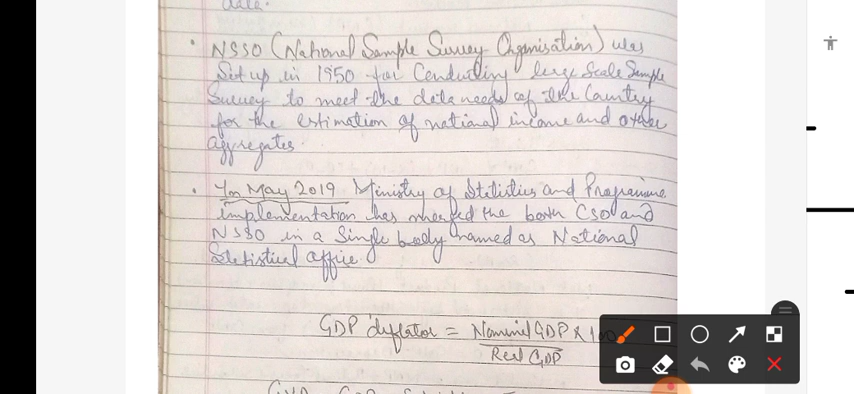 data.
• NSSO (National Sample Survey Organisation) was
Set up in 1950 for Conducting large Scale Sample
Survey to meet the data needs of the Country
for the estimation of national income and other
aggregates.
• In May 2019 Ministry of Statistics and Programme
implementation has merged the both CSO and
NSSO in a Single body named as National
Statistical office.
GDP deflator = Nominal GDP x 100
Real GDP